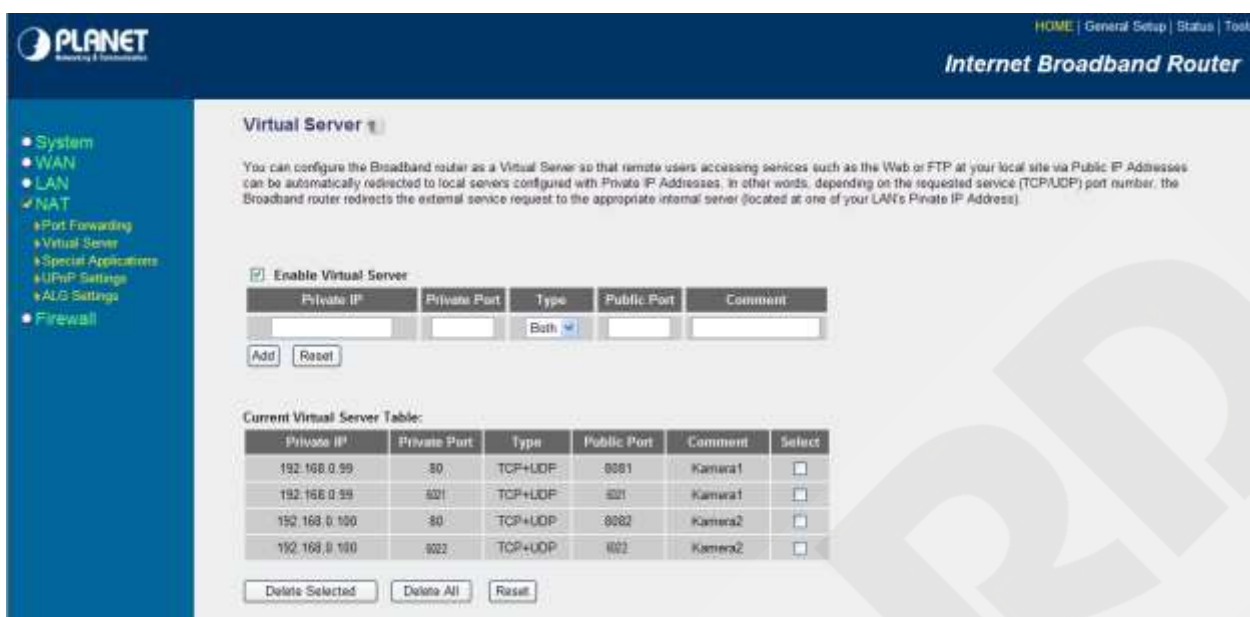 PLANET
Networking & Communication
HOME | General Setup | Status | Tools
Internet Broadband Router
System
WAN
LAN
NAT
Port Forwarding
Virtual Server
Special Applications
UPnP Settings
ALG Settings
Firewall
Virtual Server
You can configure the Broadband router as a Virtual Server so that remote users accessing services such as the Web or FTP at your local site via Public IP Addresses
can be automatically redirected to local servers configured with Private IP Addresses. In other words, depending on the requested service (TCP/UDP) port number, the
Broadband router redirects the external service request to the appropriate internal server (located at one of your LAN's Private IP Address).
Enable Virtual Server
Private IP Private Port Type Public Port Comment
Both
Add Reset
Current Virtual Server Table:
Private IP Private Port Type Public Port Comment Select
192.168.0.99 80 TCP+UDP 8081 Kamera1
192.168.0.99 6021 TCP+UDP 6021 Kamera1
192.168.0.100 80 TCP+UDP 8082 Kamera2
192.168.0.100 6022 TCP+UDP 6022 Kamera2
Delete Selected Delete All Reset